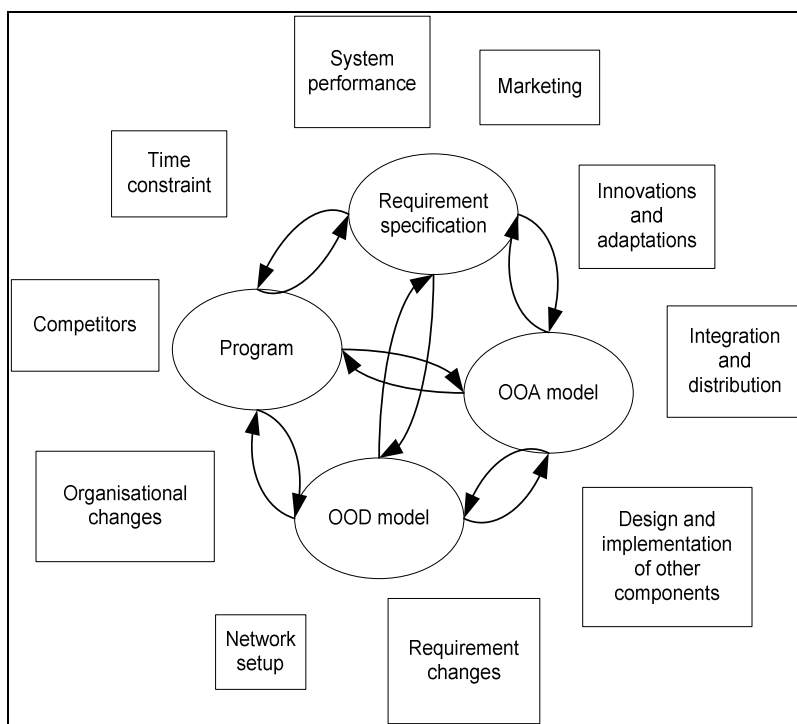 System
performance
Marketing
Time
constraint
Requirement
specification
Innovations
and
adaptations
Competitors
Program
Integration
and
distribution
OOA model
Organisational
changes
OOD model
Design and
implementation
of other
components
Network
setup
Requirement
changes